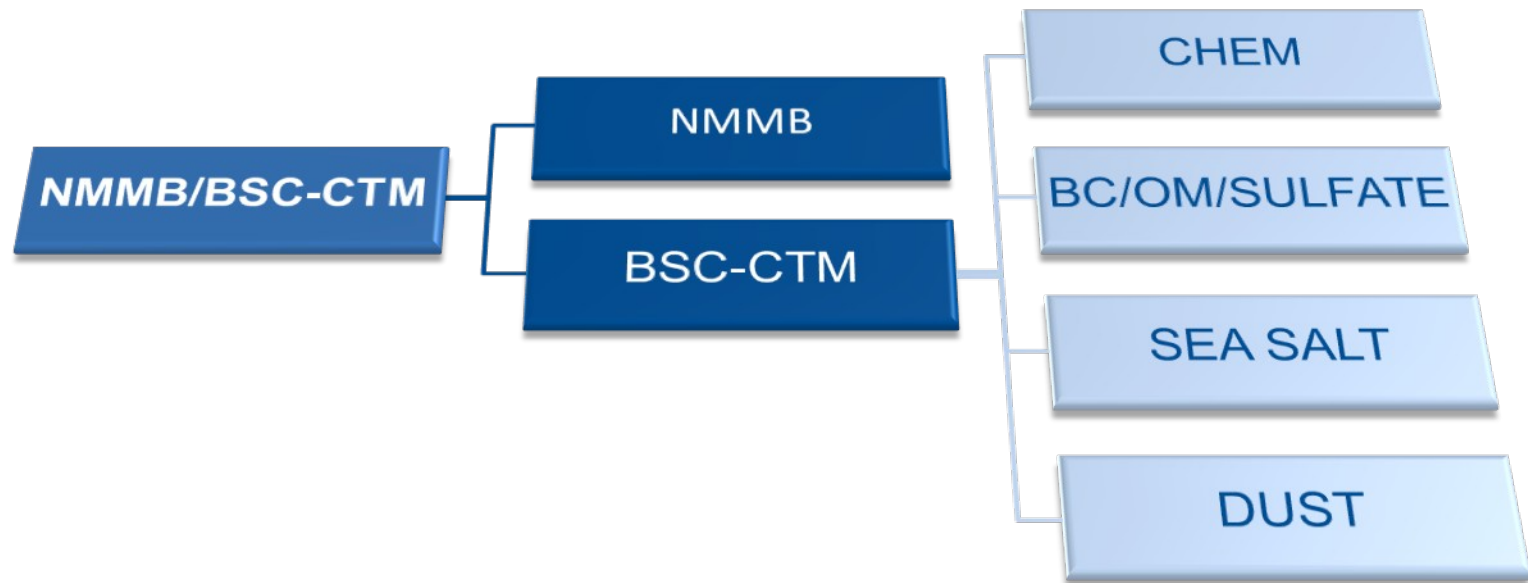 NMMB/BSC-CTM
NMMB
BSC-CTM
CHEM
BC/OM/SULFATE
SEA SALT
DUST